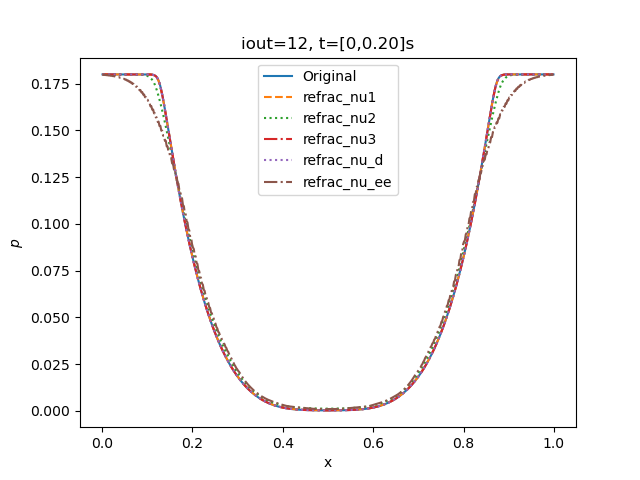 iout=12, t=[0,0.20]s
Original
refrac_nu1
refrac_nu2
refrac_nu3
refrac_nu_d
refrac_nu_ee
p
0.175
0.150
0.125
0.100
0.075
0.050
0.025
0.000
0.0 0.2 0.4 0.6 0.8 1.0
x